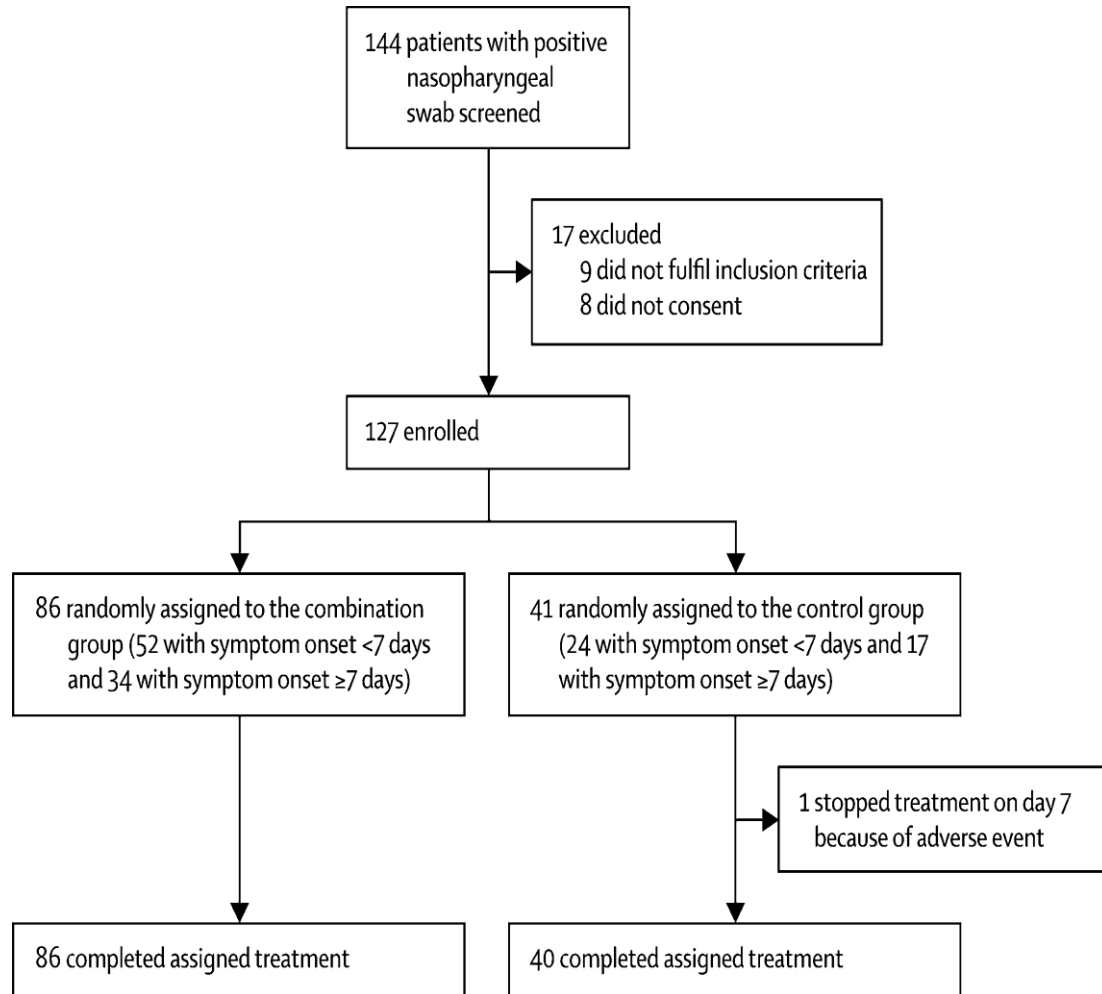 144 patients with positive
nasopharyngeal
swab screened
17 excluded
9 did not fulfil inclusion criteria
8 did not consent
127 enrolled
86 randomly assigned to the combination
group (52 with symptom onset <7 days
and 34 with symptom onset ≥7 days)
41 randomly assigned to the control group
(24 with symptom onset <7 days and 17
with symptom onset ≥7 days)
1 stopped treatment on day 7
because of adverse event
86 completed assigned treatment
40 completed assigned treatment